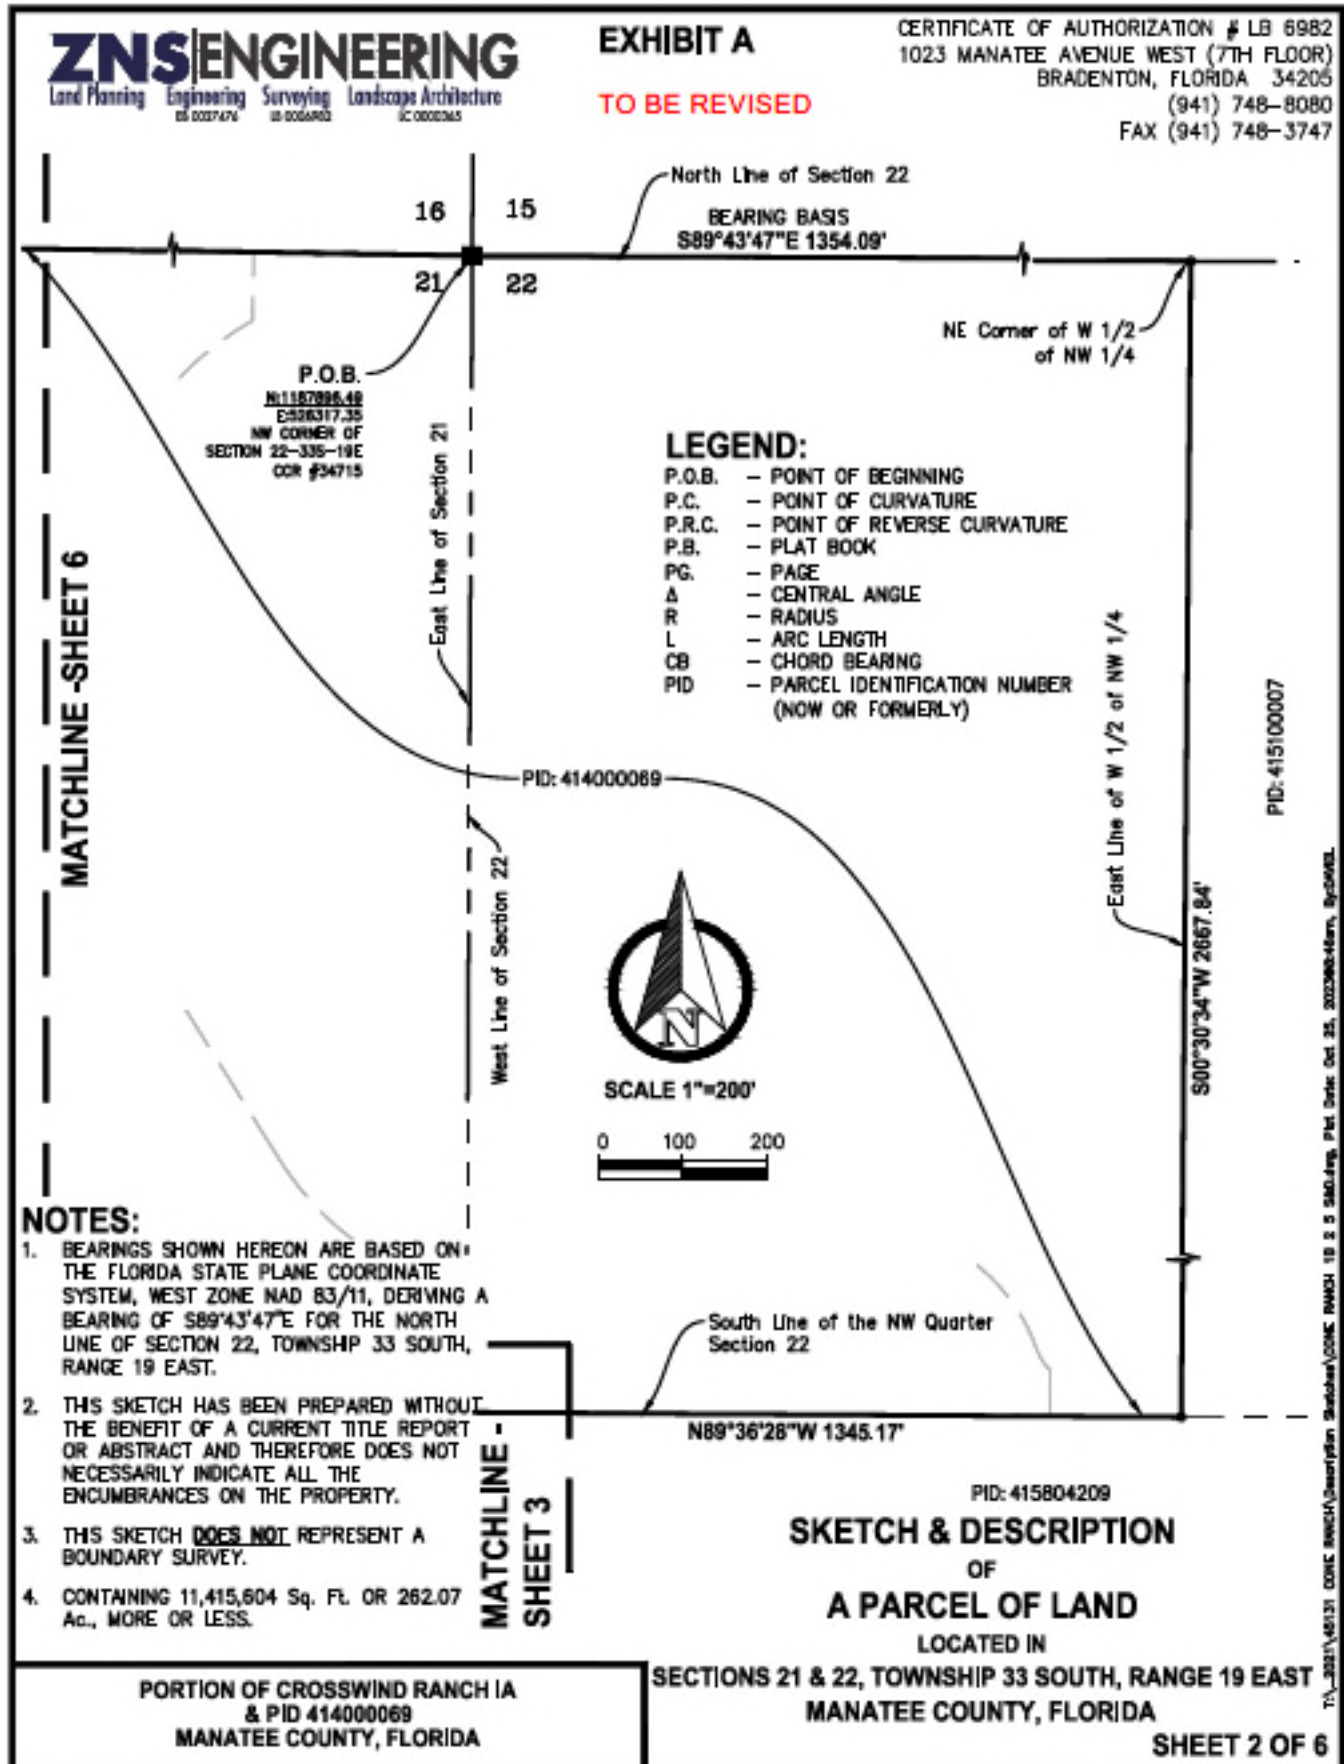 ZNS ENGINEERING
Land Planning Engineering Surveying Landscape Architecture
EB 0027476 LB 0006982 LC 0000365
EXHIBIT A
TO BE REVISED
CERTIFICATE OF AUTHORIZATION # LB 6982
1023 MANATEE AVENUE WEST (7TH FLOOR)
BRADENTON, FLORIDA 34205
(941) 748-8080
FAX (941) 748-3747
North Line of Section 22
16 15
BEARING BASIS
S89°43'47"E 1354.09'
21 22
NE Corner of W 1/2
of NW 1/4
P.O.B.
N:1187896.49
E:526317.35
NW CORNER OF
SECTION 22-33S-19E
CCR #34715
East Line of Section 21
LEGEND:
P.O.B. - POINT OF BEGINNING
P.C. - POINT OF CURVATURE
P.R.C. - POINT OF REVERSE CURVATURE
P.B. - PLAT BOOK
PG. - PAGE
Δ - CENTRAL ANGLE
R - RADIUS
L - ARC LENGTH
CB - CHORD BEARING
PID - PARCEL IDENTIFICATION NUMBER
(NOW OR FORMERLY)
MATCHLINE -SHEET 6
East Line of W 1/2 of NW 1/4
PID: 415100007
PID: 414000069
West Line of Section 22
S00°30'34"W 2667.84'
N
SCALE 1"=200'
0 100 200
NOTES:
1. BEARINGS SHOWN HEREON ARE BASED ON
THE FLORIDA STATE PLANE COORDINATE
SYSTEM, WEST ZONE NAD 83/11, DERIVING A
BEARING OF S89°43'47"E FOR THE NORTH
LINE OF SECTION 22, TOWNSHIP 33 SOUTH,
RANGE 19 EAST.
2. THIS SKETCH HAS BEEN PREPARED WITHOUT
THE BENEFIT OF A CURRENT TITLE REPORT
OR ABSTRACT AND THEREFORE DOES NOT
NECESSARILY INDICATE ALL THE
ENCUMBRANCES ON THE PROPERTY.
3. THIS SKETCH DOES NOT REPRESENT A
BOUNDARY SURVEY.
4. CONTAINING 11,415,604 Sq. Ft. OR 262.07
Ac., MORE OR LESS.
South Line of the NW Quarter
Section 22
N89°36'28"W 1345.17'
MATCHLINE -
SHEET 3
PID: 415804209
SKETCH & DESCRIPTION
OF
A PARCEL OF LAND
LOCATED IN
SECTIONS 21 & 22, TOWNSHIP 33 SOUTH, RANGE 19 EAST
MANATEE COUNTY, FLORIDA
SHEET 2 OF 6
PORTION OF CROSSWIND RANCH IA
& PID 414000069
MANATEE COUNTY, FLORIDA